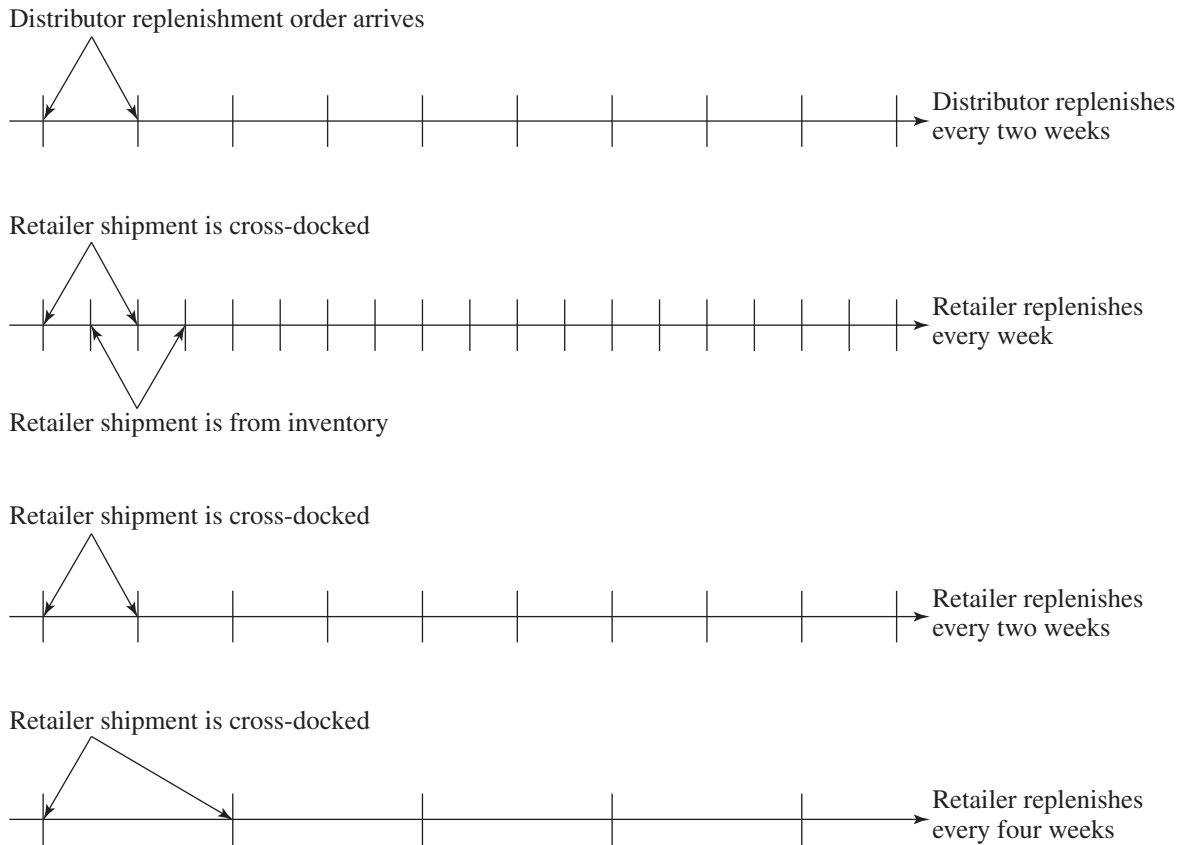 Distributor replenishment order arrives
Distributor replenishes
every two weeks
Retailer shipment is cross-docked
Retailer replenishes
every week
Retailer shipment is from inventory
Retailer shipment is cross-docked
Retailer replenishes
every two weeks
Retailer shipment is cross-docked
Retailer replenishes
every four weeks